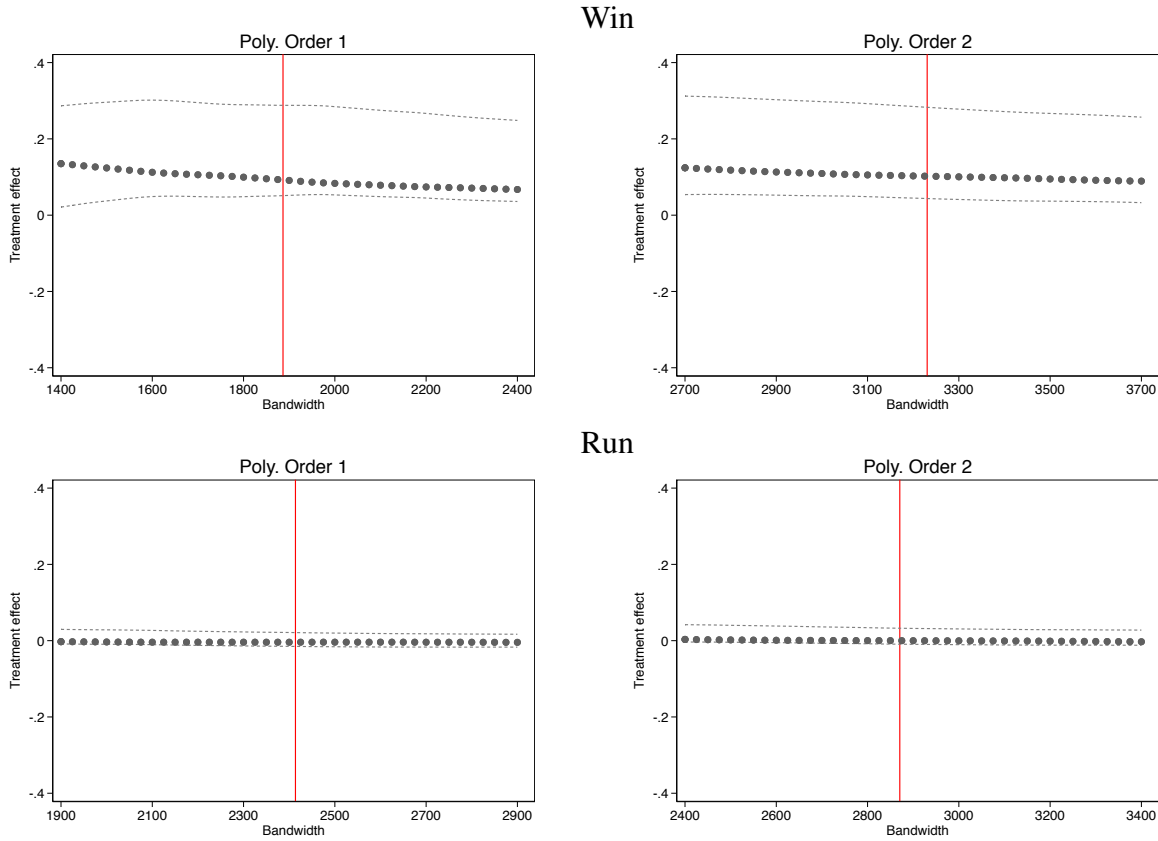 Win
Poly. Order 1
.4
.2
0
-.2
-.4
Treatment effect
1400 1600 1800 2000 2200 2400
Bandwidth
Poly. Order 2
.4
.2
0
-.2
-.4
Treatment effect
2700 2900 3100 3300 3500 3700
Bandwidth
Run
Poly. Order 1
.4
.2
0
-.2
-.4
Treatment effect
1900 2100 2300 2500 2700 2900
Bandwidth
Poly. Order 2
.4
.2
0
-.2
-.4
Treatment effect
2400 2600 2800 3000 3200 3400
Bandwidth